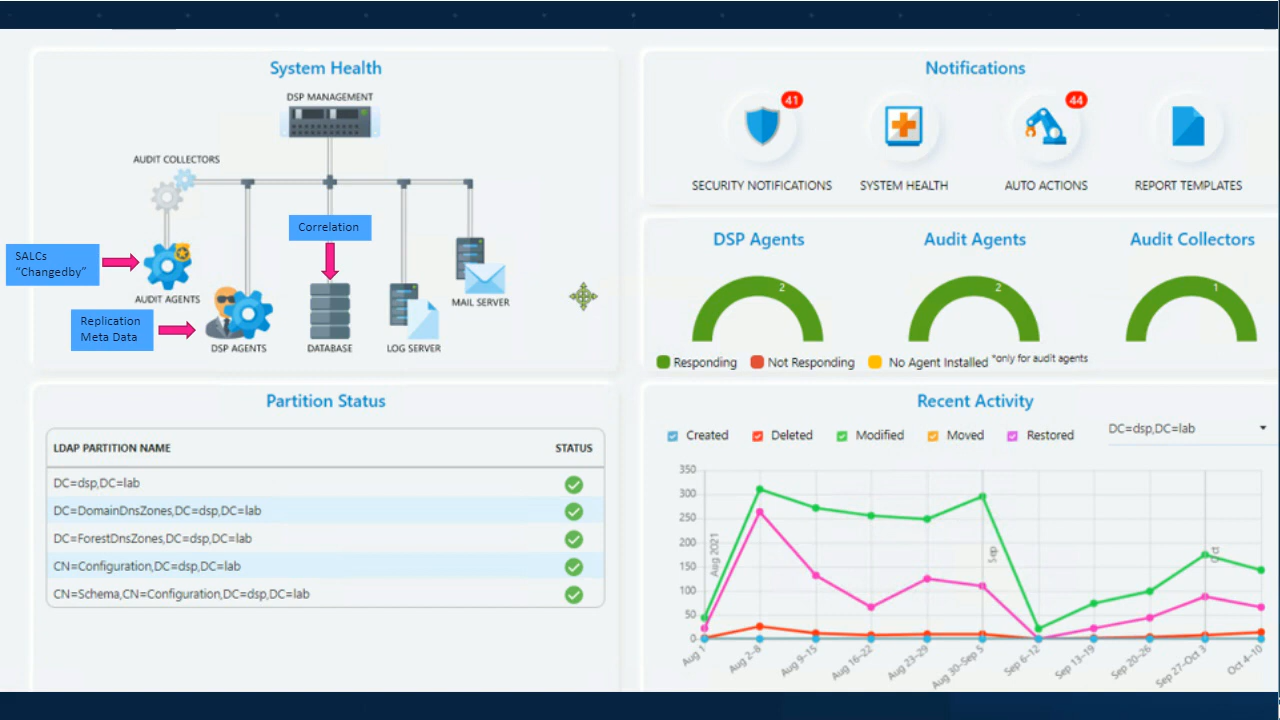 System Health
DSP MANAGEMENT
AUDIT COLLECTORS
Correlation
SALCs
“Changedby”
MAIL SERVER
AUDIT AGENTS
Replication
Meta Data
DSP AGENTS
DATABASE
LOG SERVER
Notifications
41
44
SECURITY NOTIFICATIONS
SYSTEM HEALTH
AUTO ACTIONS
REPORT TEMPLATES
DSP Agents
Audit Agents
Audit Collectors
2
2
1
Responding
Not Responding
No Agent Installed *only for audit agents
Partition Status
LDAP PARTITION NAME
STATUS
DC=dsp,DC=lab
DC=DomainDnsZones,DC=dsp,DC=lab
DC=ForestDnsZones,DC=dsp,DC=lab
CN=Configuration,DC=dsp,DC=lab
CN=Schema,CN=Configuration,DC=dsp,DC=lab
Recent Activity
Created
Deleted
Modified
Moved
Restored
DC=dsp,DC=lab
350
300
250
200
150
100
50
0
Aug 2021
Sep
Oct
Aug 1
Aug 2-8
Aug 9-15
Aug 16-22
Aug 23-29
Aug 30-Sep 5
Sep 6-12
Sep 13-19
Sep 20-26
Sep 27-Oct 3
Oct 4-10